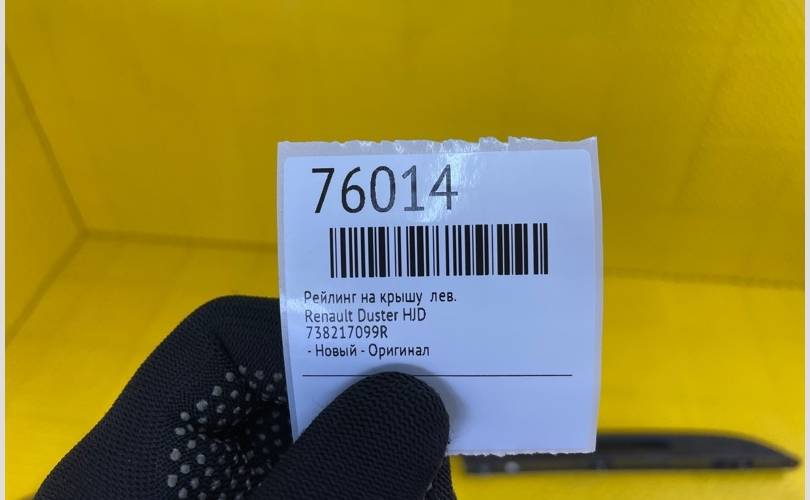 76014
Рейлинг на крышу лев.
Renault Duster HJD
738217099R
- Новый - Оригинал